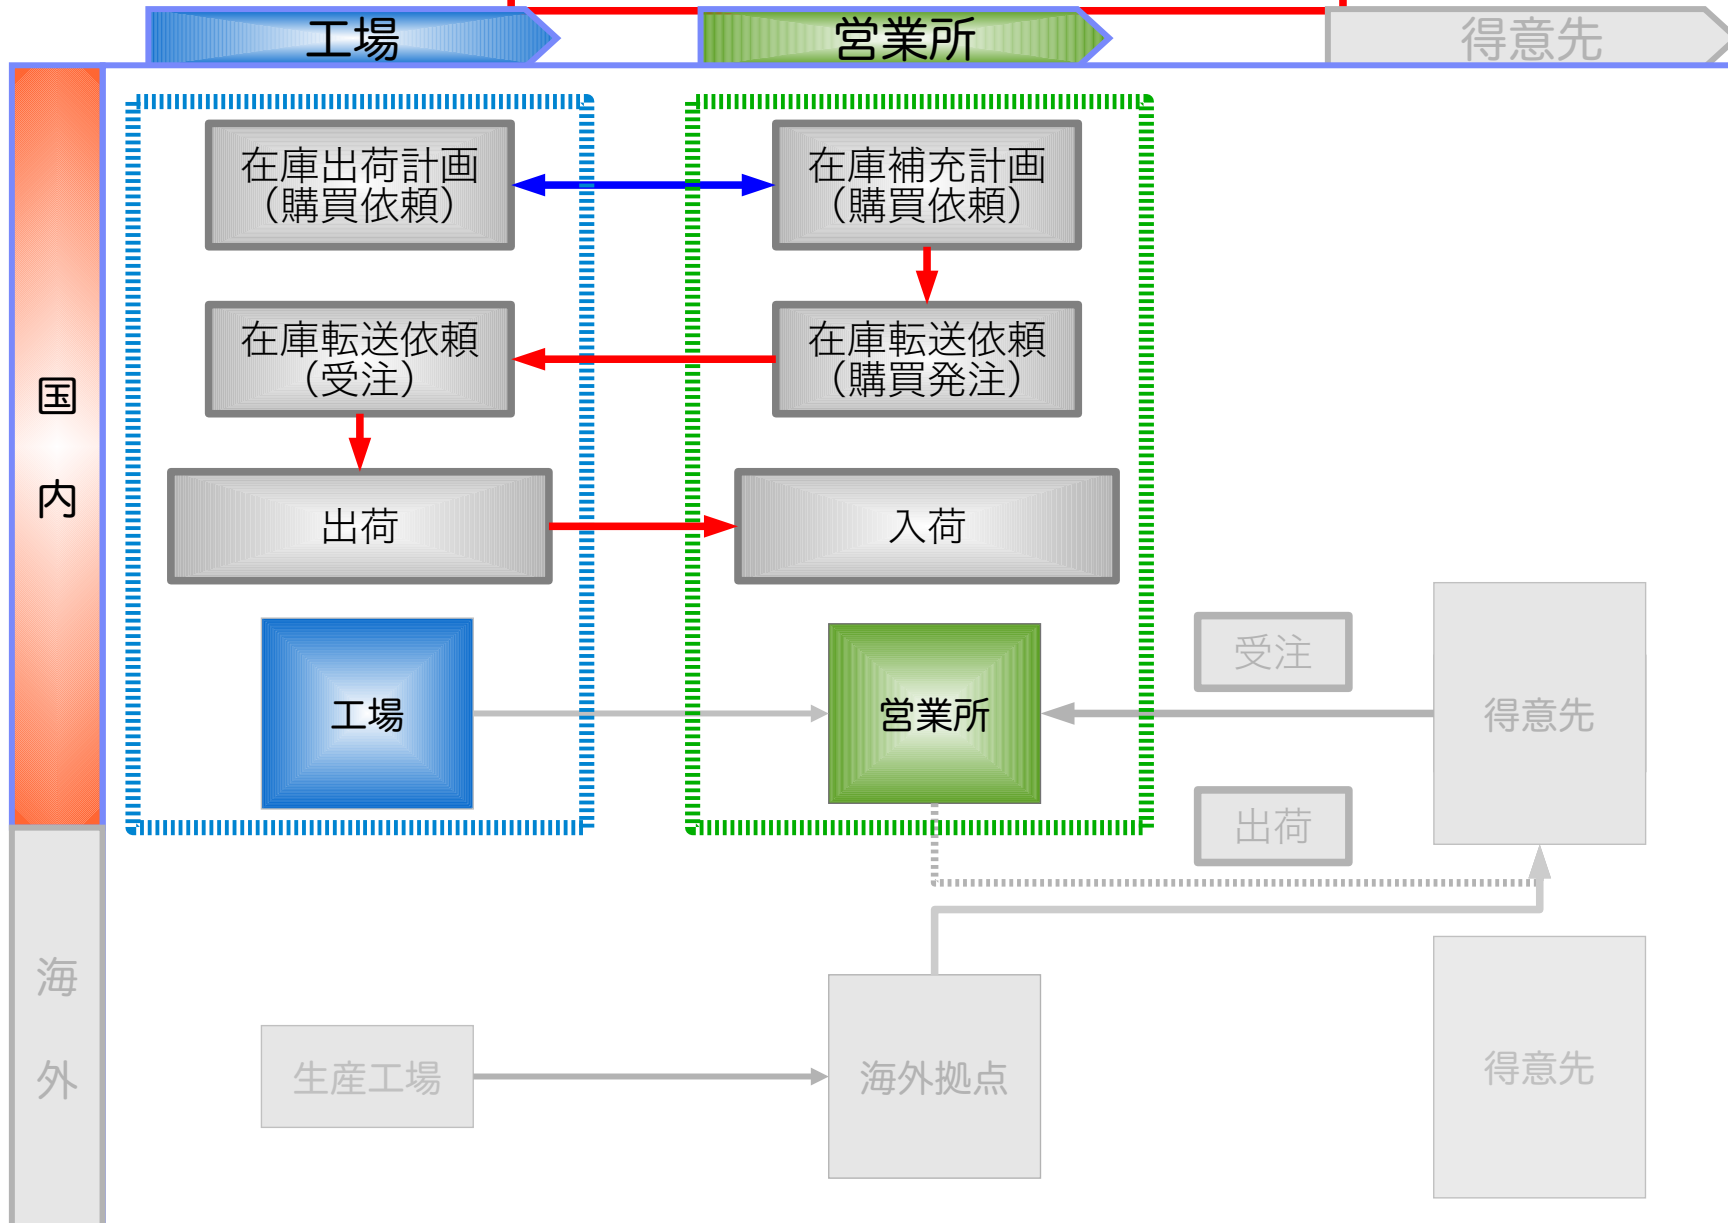 工場
営業所
得意先
国内
在庫出荷計画
（購買依頼）
在庫補充計画
（購買依頼）
在庫転送依頼
（受注）
在庫転送依頼
（購買発注）
出荷
入荷
工場
営業所
受注
出荷
得意先
海外
生産工場
海外拠点
得意先